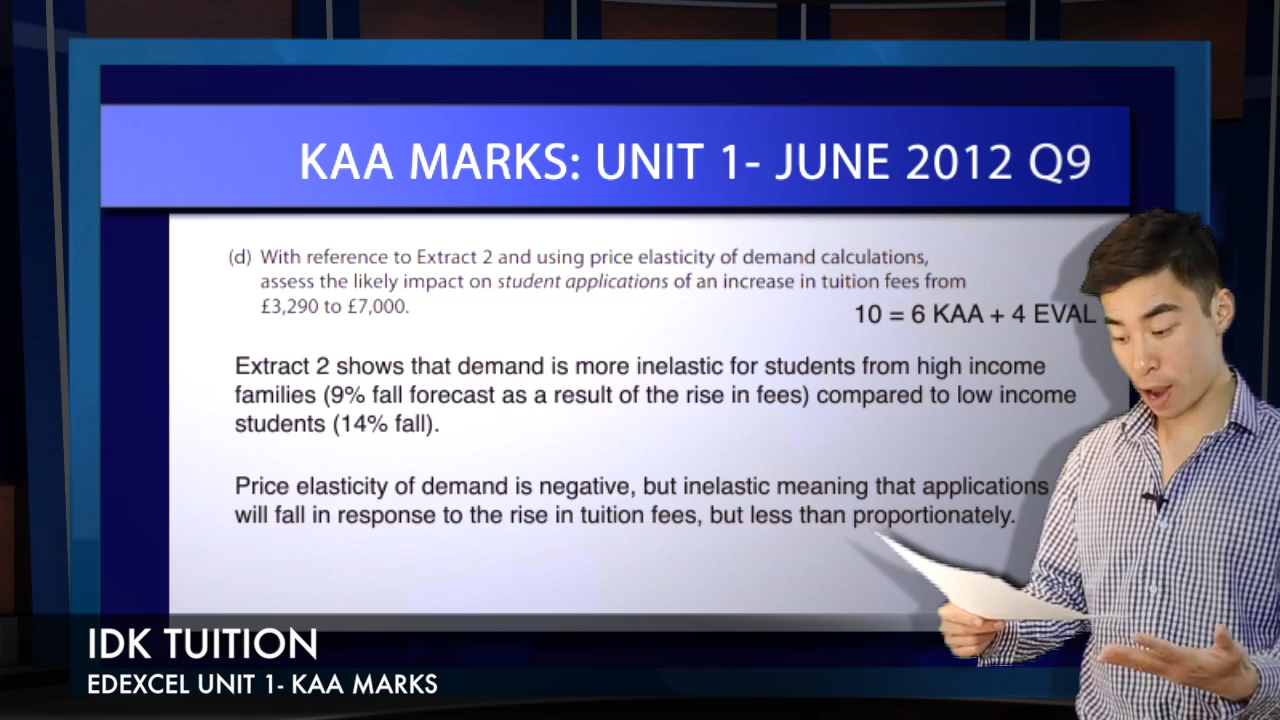 KAA MARKS: UNIT 1- JUNE 2012 Q9
(d) With reference to Extract 2 and using price elasticity of demand calculations,
assess the likely impact on student applications of an increase in tuition fees from
£3,290 to £7,000.
10 = 6 KAA + 4 EVAL
Extract 2 shows that demand is more inelastic for students from high income
families (9% fall forecast as a result of the rise in fees) compared to low income
students (14% fall).
Price elasticity of demand is negative, but inelastic meaning that applications
will fall in response to the rise in tuition fees, but less than proportionately.
IDK TUITION
EDEXCEL UNIT 1- KAA MARKS